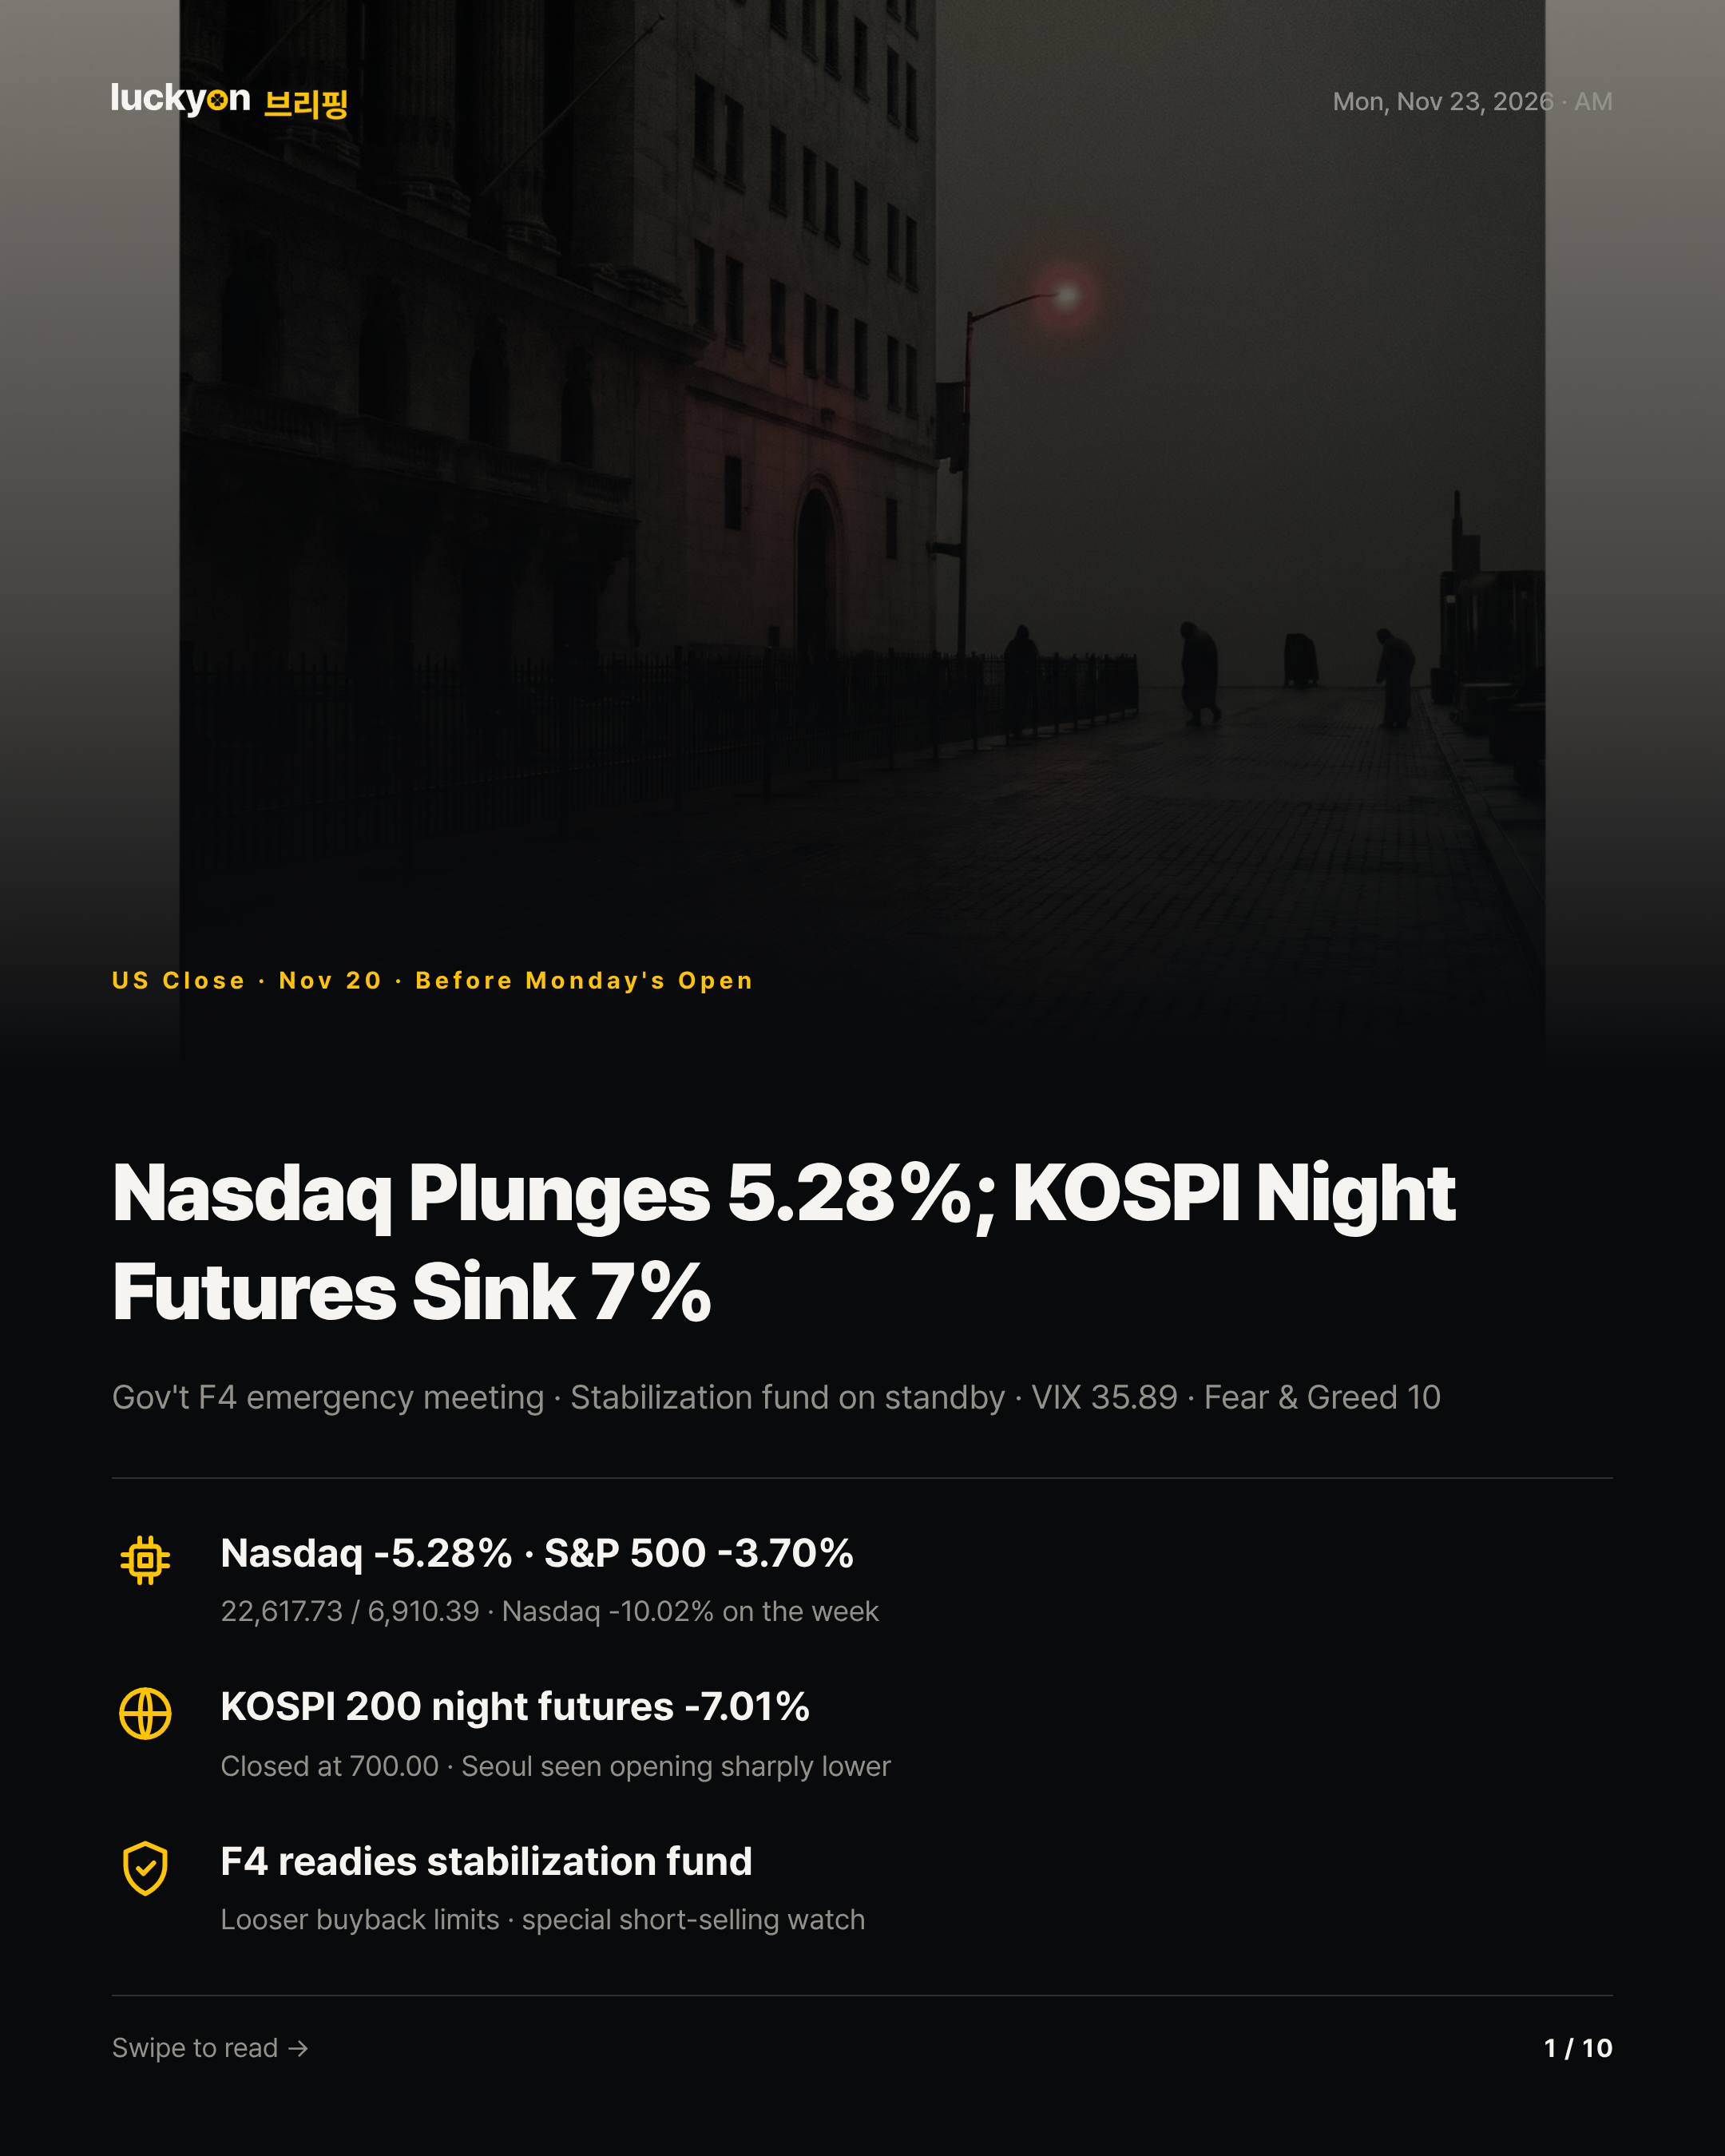 luckyon 브리핑
Mon, Nov 23, 2026 · AM
US Close · Nov 20 · Before Monday's Open
Nasdaq Plunges 5.28%; KOSPI Night
Futures Sink 7%
Gov't F4 emergency meeting · Stabilization fund on standby · VIX 35.89 · Fear & Greed 10
Nasdaq -5.28% · S&P 500 -3.70%
22,617.73 / 6,910.39 · Nasdaq -10.02% on the week
KOSPI 200 night futures -7.01%
Closed at 700.00 · Seoul seen opening sharply lower
F4 readies stabilization fund
Looser buyback limits · special short-selling watch
Swipe to read →
1 / 10